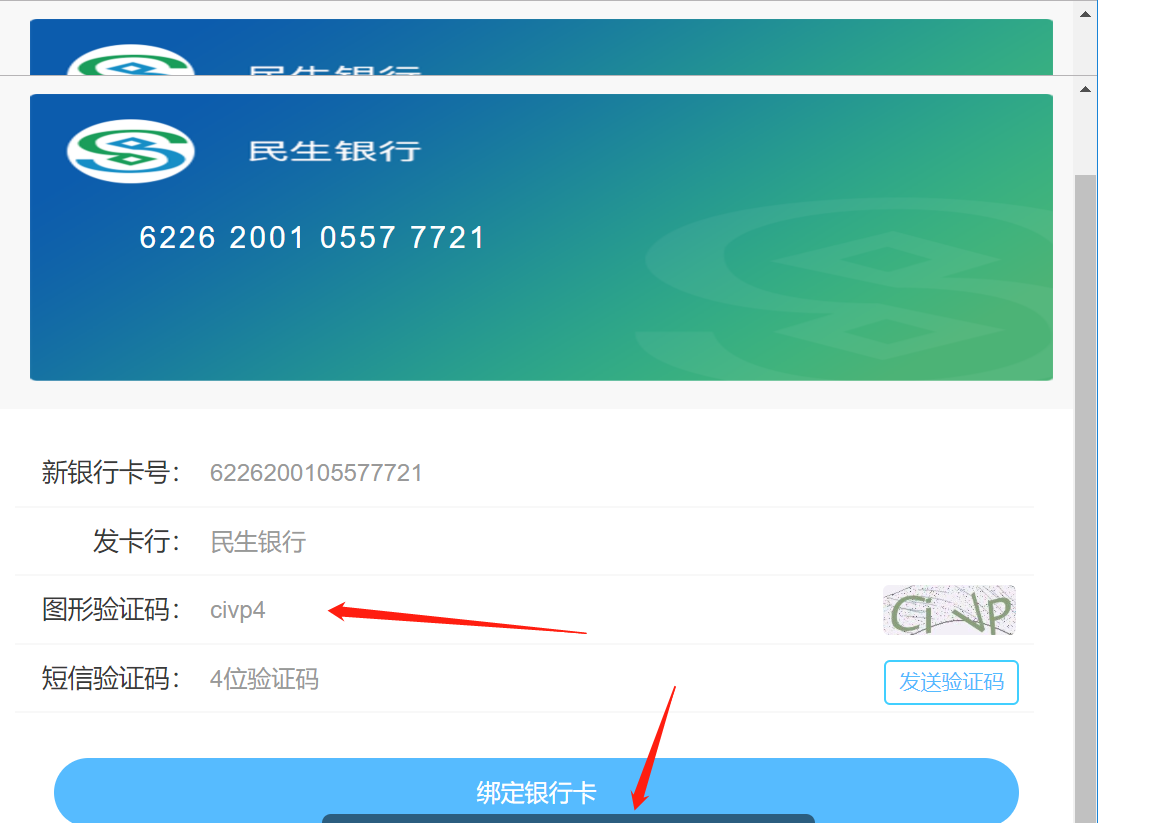 民生银行
民生银行
6226 2001 0557 7721
新银行卡号： 6226200105577721
发卡行： 民生银行
图形验证码： civp4 Ci VP
短信验证码： 4位验证码 发送验证码
绑定银行卡